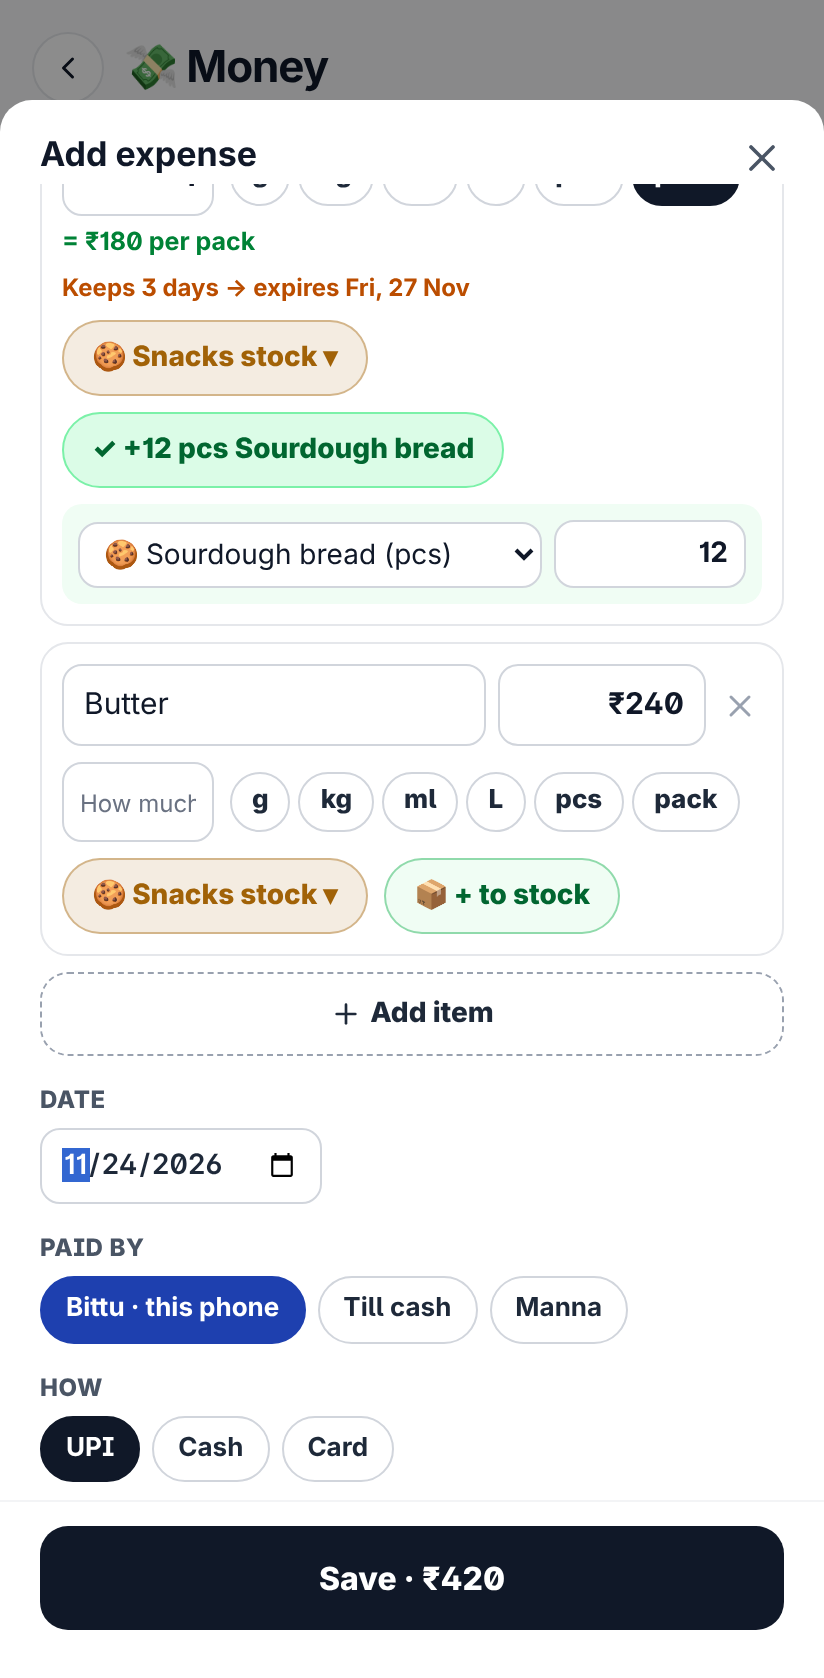 Money
Add expense
= ₹180 per pack
Keeps 3 days → expires Fri, 27 Nov
Snacks stock ▾
✓ +12 pcs Sourdough bread
Sourdough bread (pcs) 12
Butter ₹240
How much g kg ml L pcs pack
Snacks stock ▾ + to stock
+ Add item
DATE
11/24/2026
PAID BY
Bittu · this phone Till cash Manna
HOW
UPI Cash Card
Save · ₹420